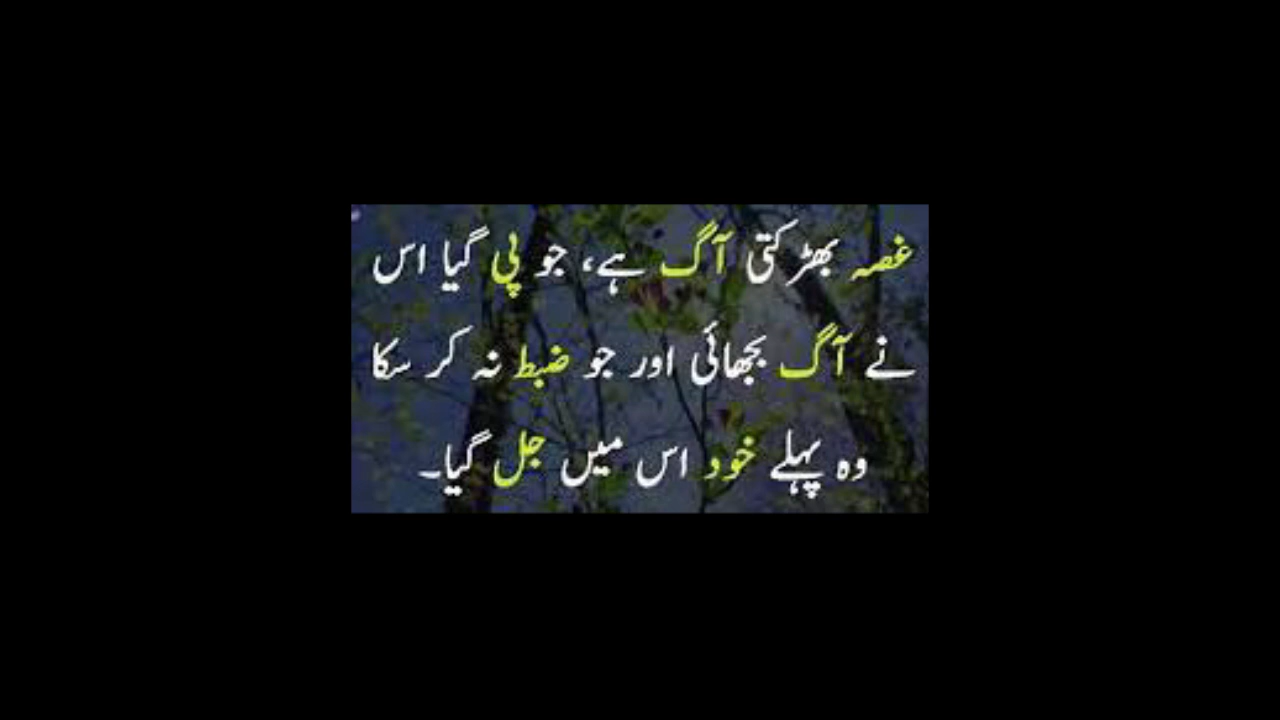 غصہ بھڑکتی آگ ہے، جو پی گیا اس
نے آگ بجھائی اور جو ضبط نہ کر سکا
وہ پہلے خود اس میں جل گیا۔